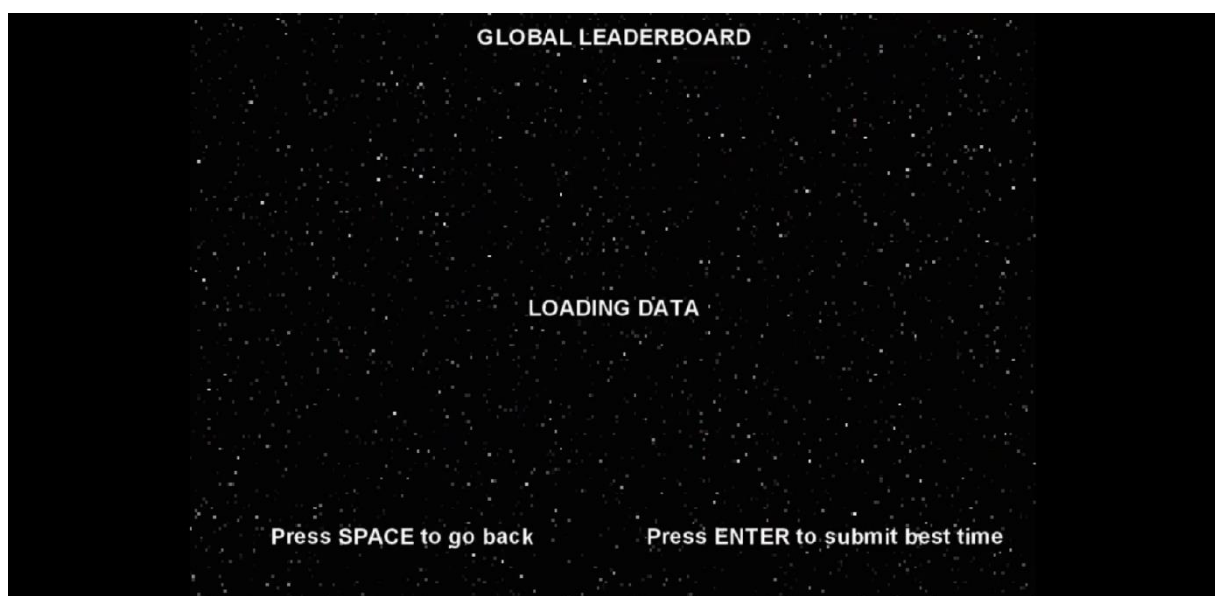 GLOBAL LEADERBOARD
LOADING DATA
Press SPACE to go back
Press ENTER to submit best time